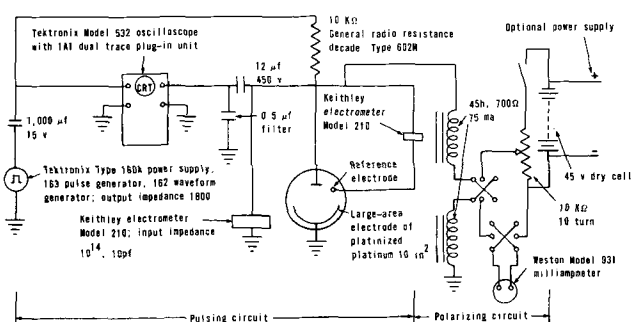 Tektronix Model 532 oscilloscope
with 1A1 dual trace plug-in unit
CRT
10 KΩ
General radio resistance
decade Type 602N
Optional power supply
+
12 µf
450 v
0.5 µf
filter
Keithley
electrometer
Model 210
45h, 700Ω
75 ma
1,000 µf
15 v
Tektronix Type 160A power supply,
163 pulse generator, 162 waveform
generator; output impedance 1800
Reference
electrode
45 v dry cell
−
Keithley electrometer
Model 210; input impedance
10^14, 10pf
Large-area
electrode of
platinized
platinum 10 in^2
10 KΩ
10 turn
Weston Model 931
milliammeter
Pulsing circuit
Polarizing circuit